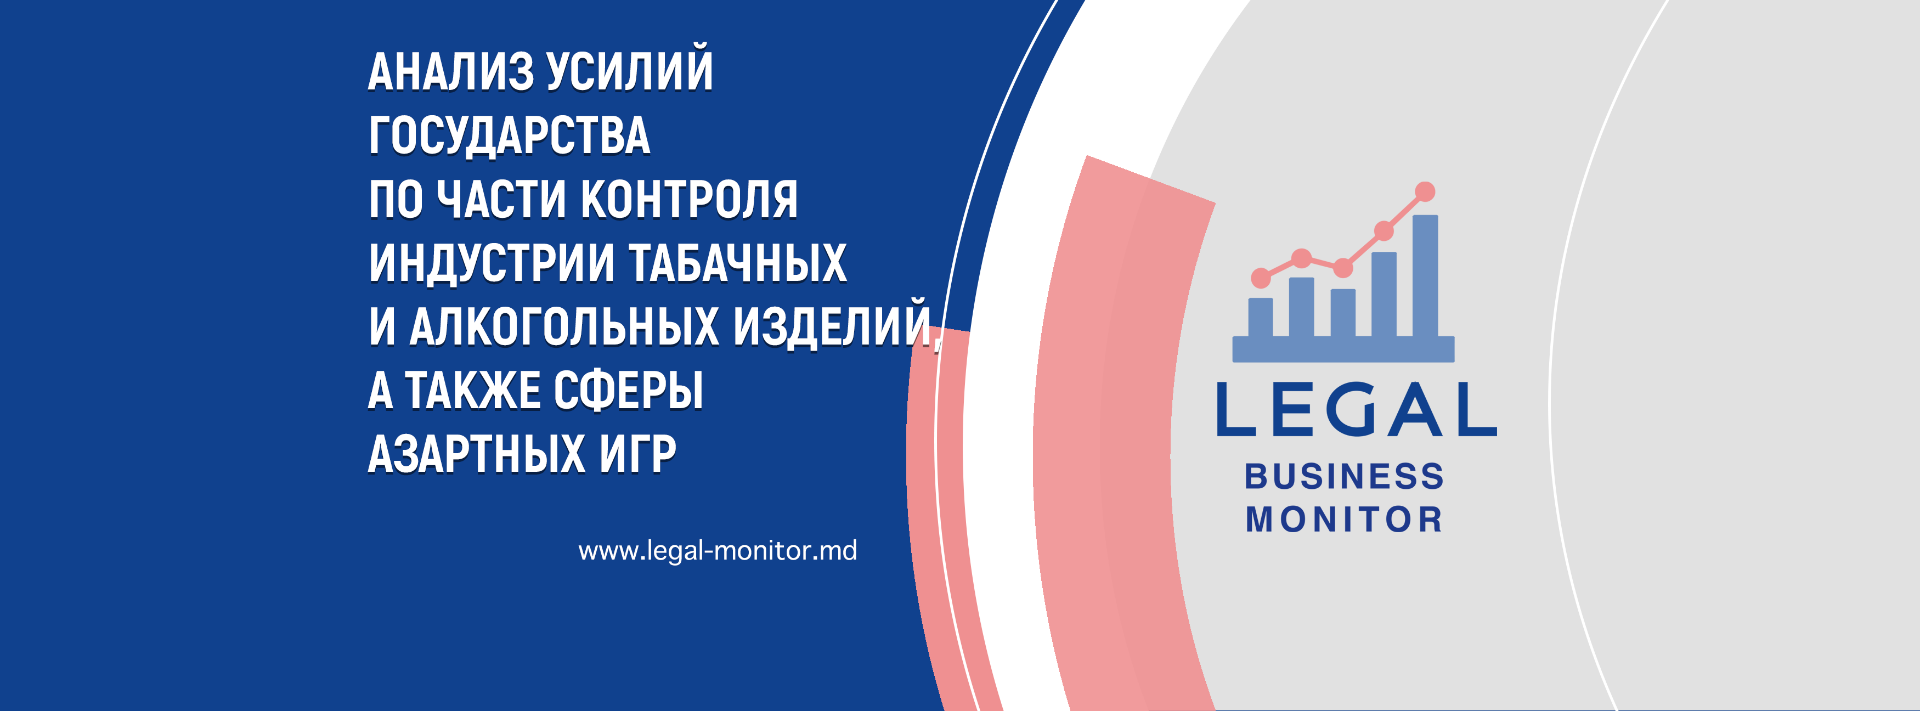 АНАЛИЗ УСИЛИЙ
ГОСУДАРСТВА
ПО ЧАСТИ КОНТРОЛЯ
ИНДУСТРИИ ТАБАЧНЫХ
И АЛКОГОЛЬНЫХ ИЗДЕЛИЙ,
А ТАКЖЕ СФЕРЫ
АЗАРТНЫХ ИГР
www.legal-monitor.md
LEGAL
BUSINESS
MONITOR